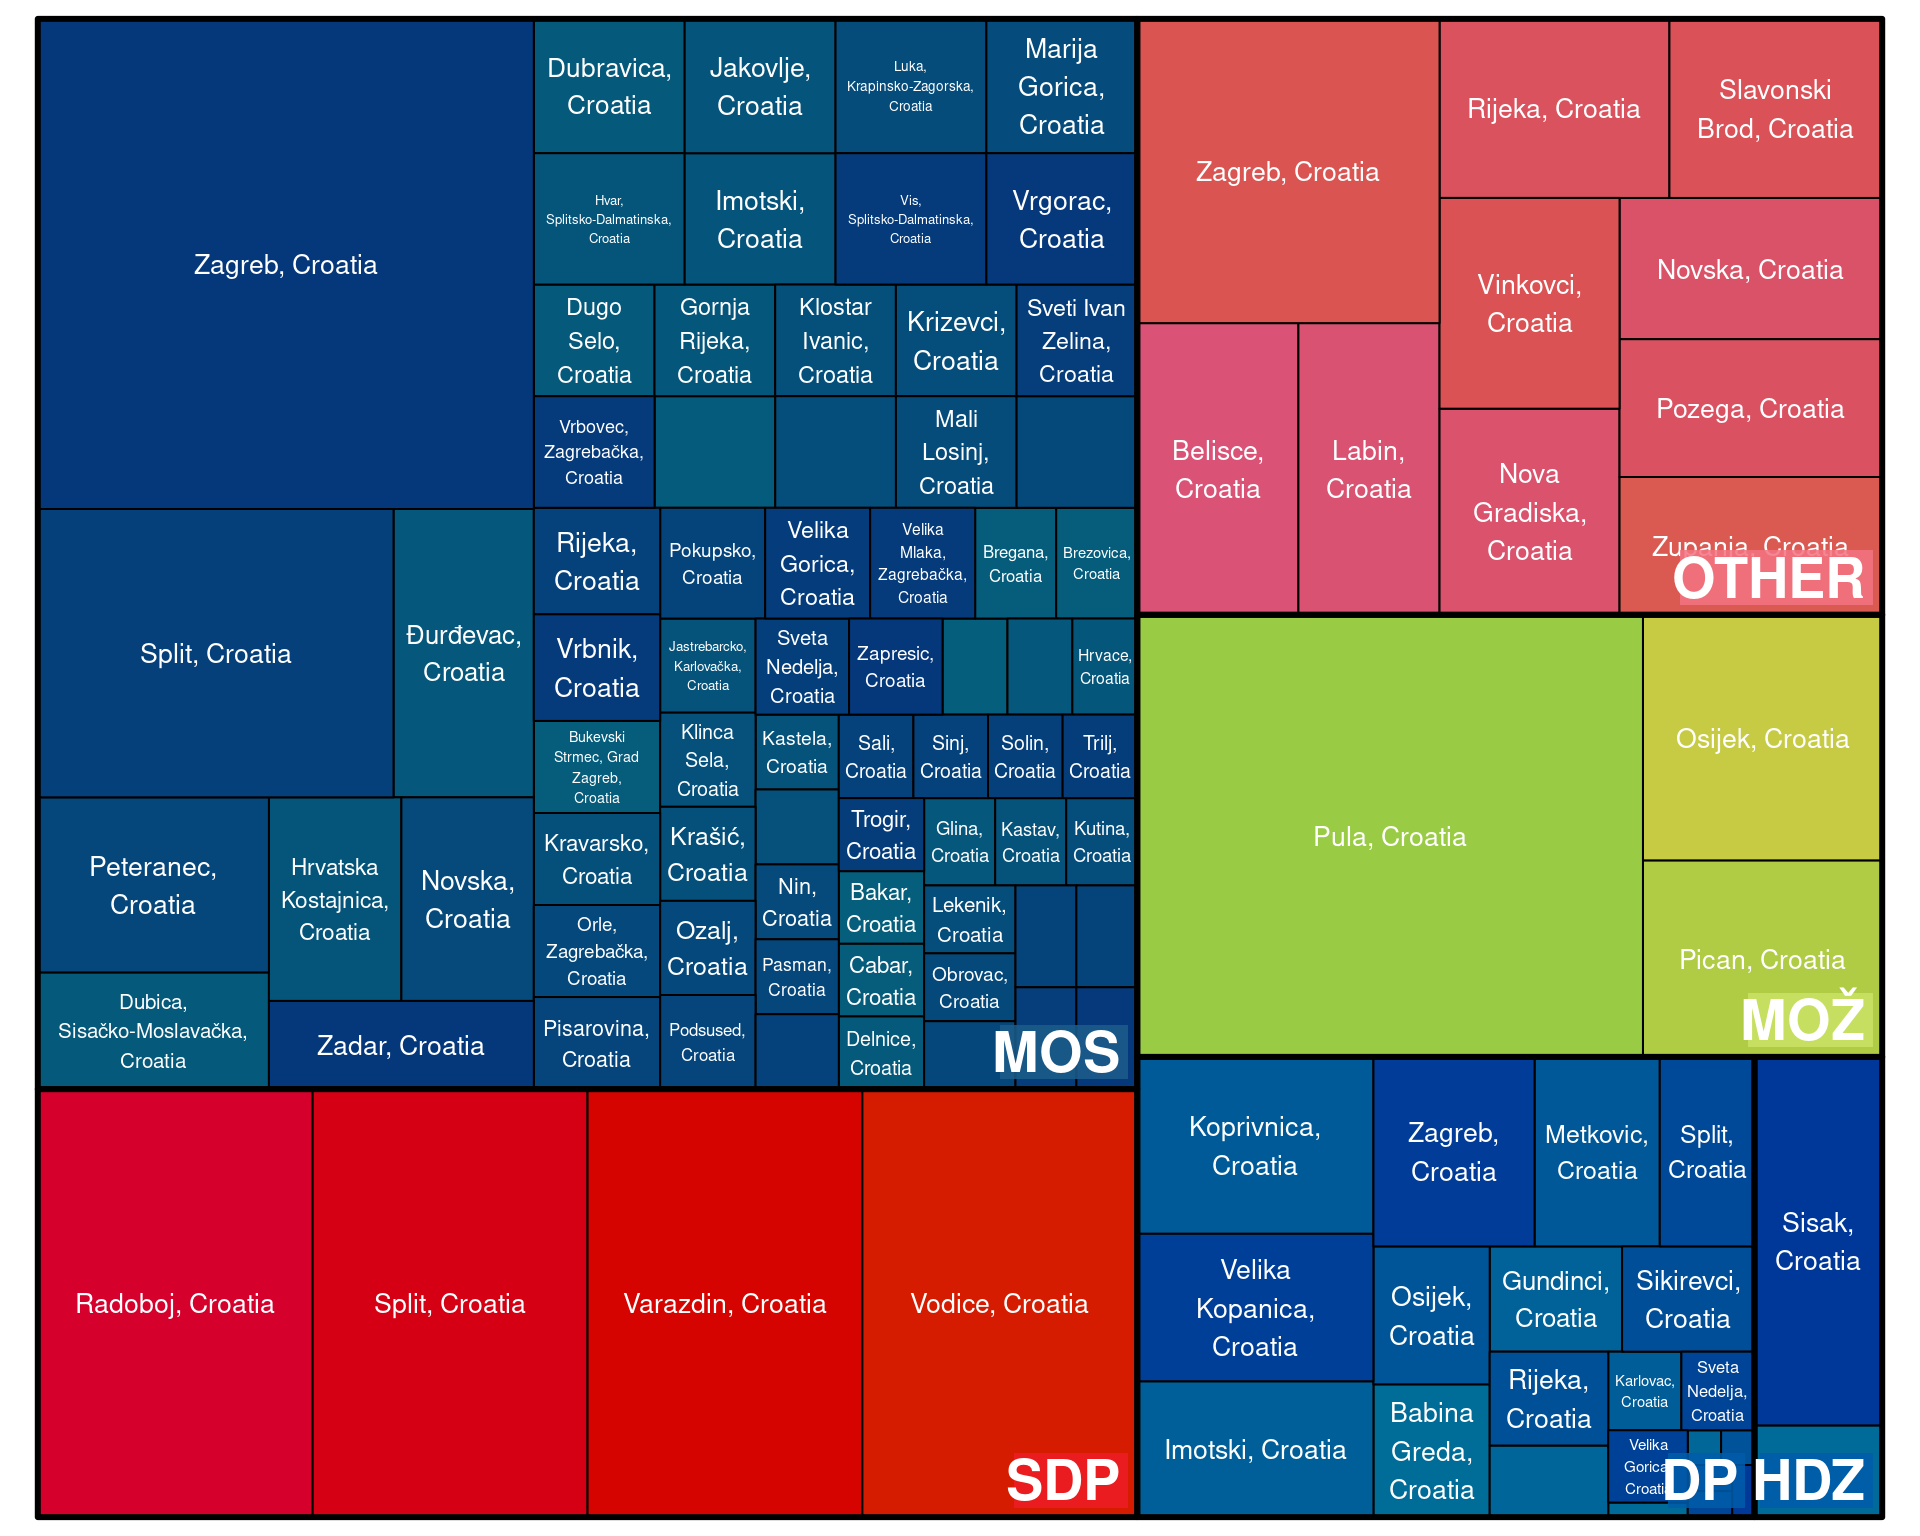 Zagreb, Croatia
Dubravica,
Croatia
Jakovlje,
Croatia
Luka,
Krapinsko-Zagorska,
Croatia
Marija
Gorica,
Croatia
Hvar,
Splitsko-Dalmatinska,
Croatia
Imotski,
Croatia
Vis,
Splitsko-Dalmatinska,
Croatia
Vrgorac,
Croatia
Dugo
Selo,
Croatia
Gornja
Rijeka,
Croatia
Klostar
Ivanic,
Croatia
Krizevci,
Croatia
Sveti Ivan
Zelina,
Croatia
Vrbovec,
Zagrebačka,
Croatia
Mali
Losinj,
Croatia
Split, Croatia
Đurđevac,
Croatia
Peteranec,
Croatia
Hrvatska
Kostajnica,
Croatia
Novska,
Croatia
Dubica,
Sisačko-Moslavačka,
Croatia
Zadar, Croatia
Rijeka,
Croatia
Pokupsko,
Croatia
Velika
Gorica,
Croatia
Velika
Mlaka,
Zagrebačka,
Croatia
Bregana,
Croatia
Brezovica,
Croatia
Vrbnik,
Croatia
Jastrebarcko,
Karlovačka,
Croatia
Sveta
Nedelja,
Croatia
Zapresic,
Croatia
Hrvace,
Croatia
Bukevski
Strmec, Grad
Zagreb,
Croatia
Klinca
Sela,
Croatia
Kastela,
Croatia
Sali,
Croatia
Sinj,
Croatia
Solin,
Croatia
Trilj,
Croatia
Kravarsko,
Croatia
Krašić,
Croatia
Trogir,
Croatia
Glina,
Croatia
Kastav,
Croatia
Kutina,
Croatia
Nin,
Croatia
Bakar,
Croatia
Lekenik,
Croatia
Orle,
Zagrebačka,
Croatia
Ozalj,
Croatia
Pasman,
Croatia
Cabar,
Croatia
Obrovac,
Croatia
Pisarovina,
Croatia
Podsused,
Croatia
Delnice,
Croatia
MOS
Radoboj, Croatia
Split, Croatia
Varazdin, Croatia
Vodice, Croatia
SDP
Zagreb, Croatia
Rijeka, Croatia
Slavonski
Brod, Croatia
Vinkovci,
Croatia
Novska, Croatia
Pozega, Croatia
Belisce,
Croatia
Labin,
Croatia
Nova
Gradiska,
Croatia
Zupanja, Croatia
OTHER
Pula, Croatia
Osijek, Croatia
Pican, Croatia
MOŽ
Koprivnica,
Croatia
Zagreb,
Croatia
Metkovic,
Croatia
Split,
Croatia
Velika
Kopanica,
Croatia
Osijek,
Croatia
Gundinci,
Croatia
Sikirevci,
Croatia
Imotski, Croatia
Babina
Greda,
Croatia
Rijeka,
Croatia
Karlovac,
Croatia
Sveta
Nedelja,
Croatia
Velika
Gorica,
Croatia
DP
Sisak,
Croatia
HDZ